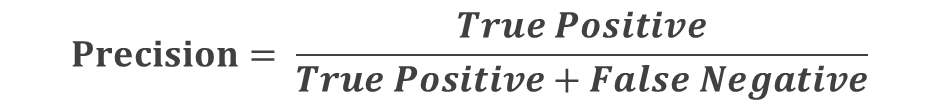 True Positive
Precision =
True Positive + False Negative